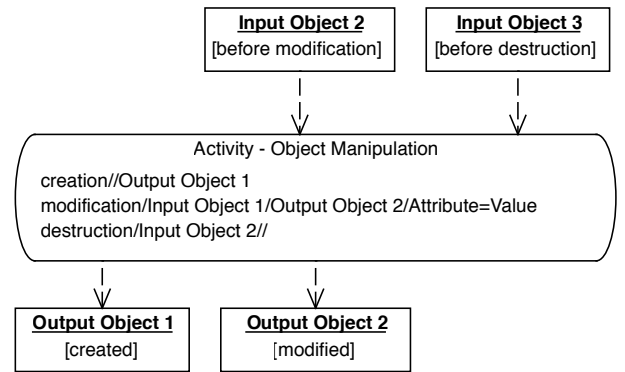 Input Object 2
[before modification]
Input Object 3
[before destruction]
Activity - Object Manipulation
creation//Output Object 1
modification/Input Object 1/Output Object 2/Attribute=Value
destruction/Input Object 2//
Output Object 1
[created]
Output Object 2
[modified]